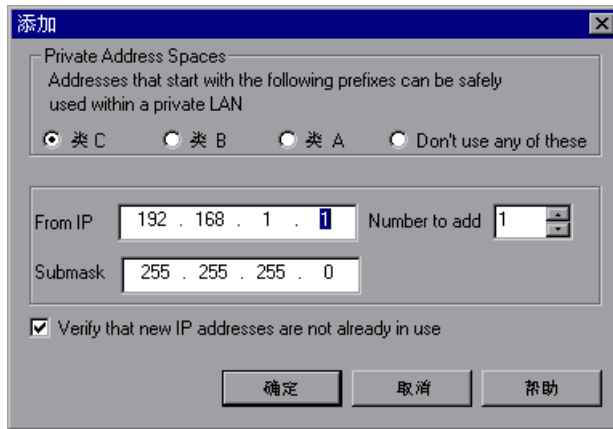 添加
Private Address Spaces
Addresses that start with the following prefixes can be safely
used within a private LAN
类 C 类 B 类 A Don't use any of these
From IP 192 . 168 . 1 . 1 Number to add 1
Submask 255 . 255 . 255 . 0
Verify that new IP addresses are not already in use
确定 取消 帮助